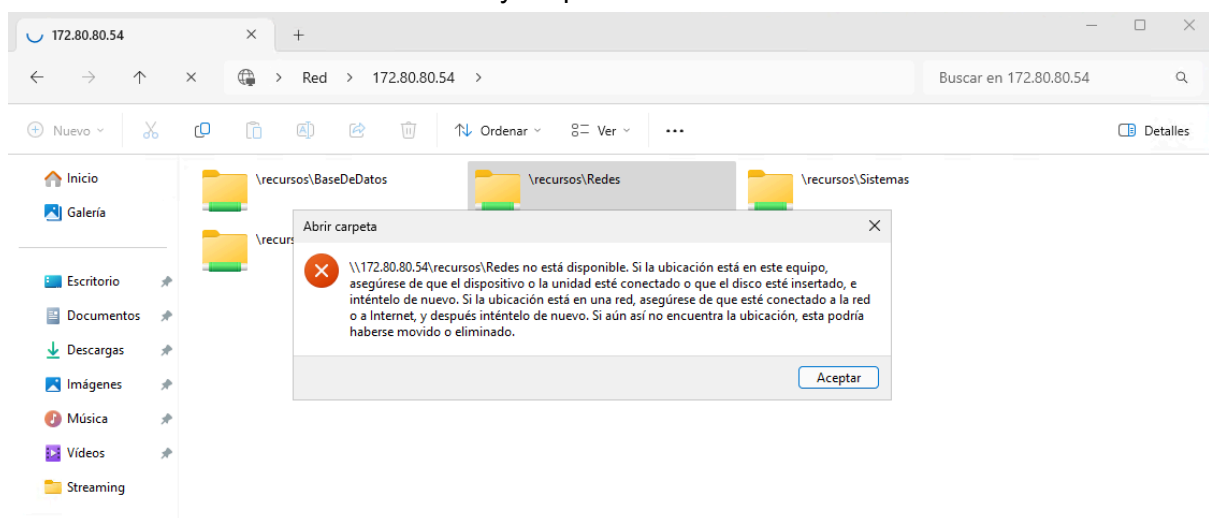 172.80.80.54
Red > 172.80.80.54 >
Buscar en 172.80.80.54
Nuevo
Ordenar
Ver
Detalles
Inicio
Galería
Escritorio
Documentos
Descargas
Imágenes
Música
Vídeos
Streaming
\recursos\BaseDeDatos
\recursos\Redes
\recursos\Sistemas
\recurs
Abrir carpeta
\\172.80.80.54\recursos\Redes no está disponible. Si la ubicación está en este equipo,
asegúrese de que el dispositivo o la unidad esté conectado o que el disco esté insertado, e
inténtelo de nuevo. Si la ubicación está en una red, asegúrese de que esté conectado a la red
o a Internet, y después inténtelo de nuevo. Si aún así no encuentra la ubicación, esta podría
haberse movido o eliminado.
Aceptar